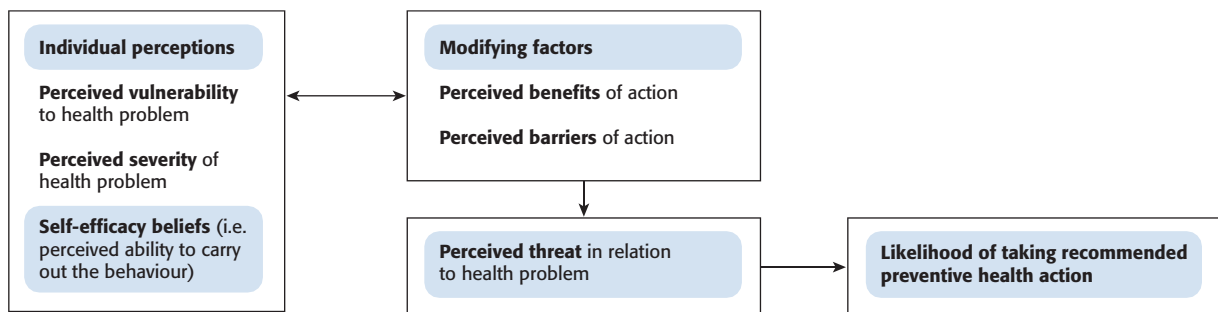 Individual perceptions
Perceived vulnerability
to health problem
Perceived severity of
health problem
Self-efficacy beliefs (i.e.
perceived ability to carry
out the behaviour)
Modifying factors
Perceived benefits of action
Perceived barriers of action
Perceived threat in relation
to health problem
Likelihood of taking recommended
preventive health action